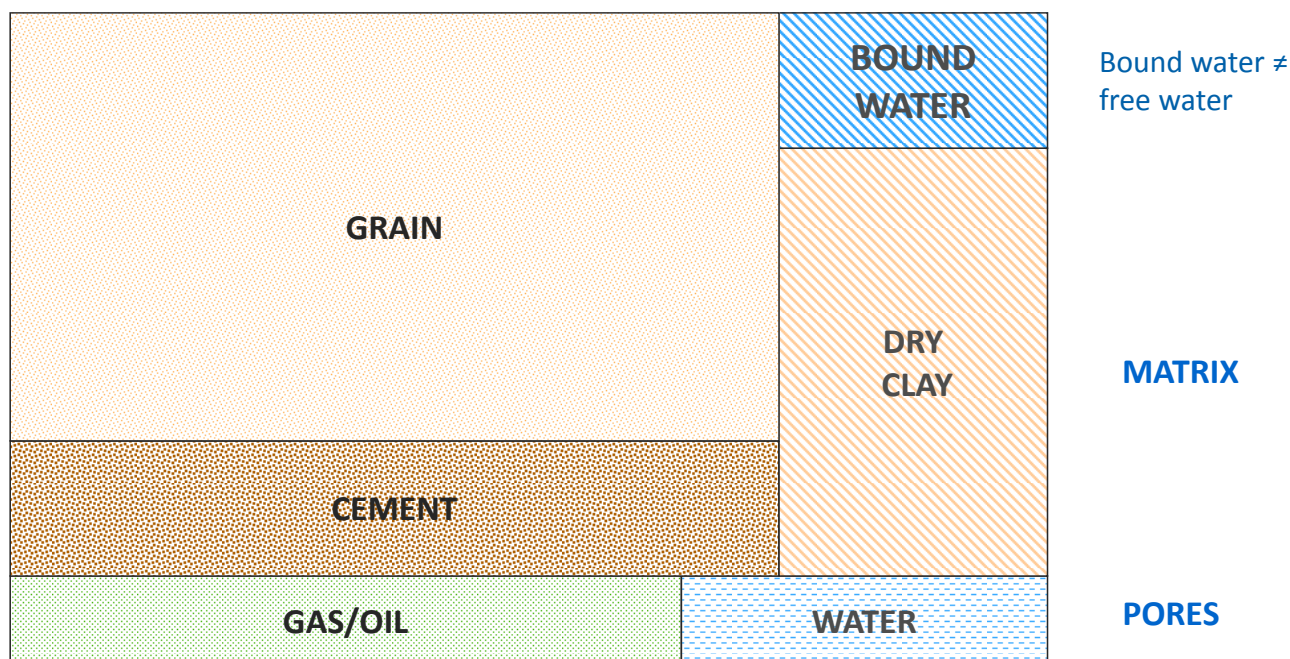 BOUND
WATER
Bound water ≠
free water
GRAIN
DRY
CLAY
MATRIX
CEMENT
GAS/OIL
WATER
PORES